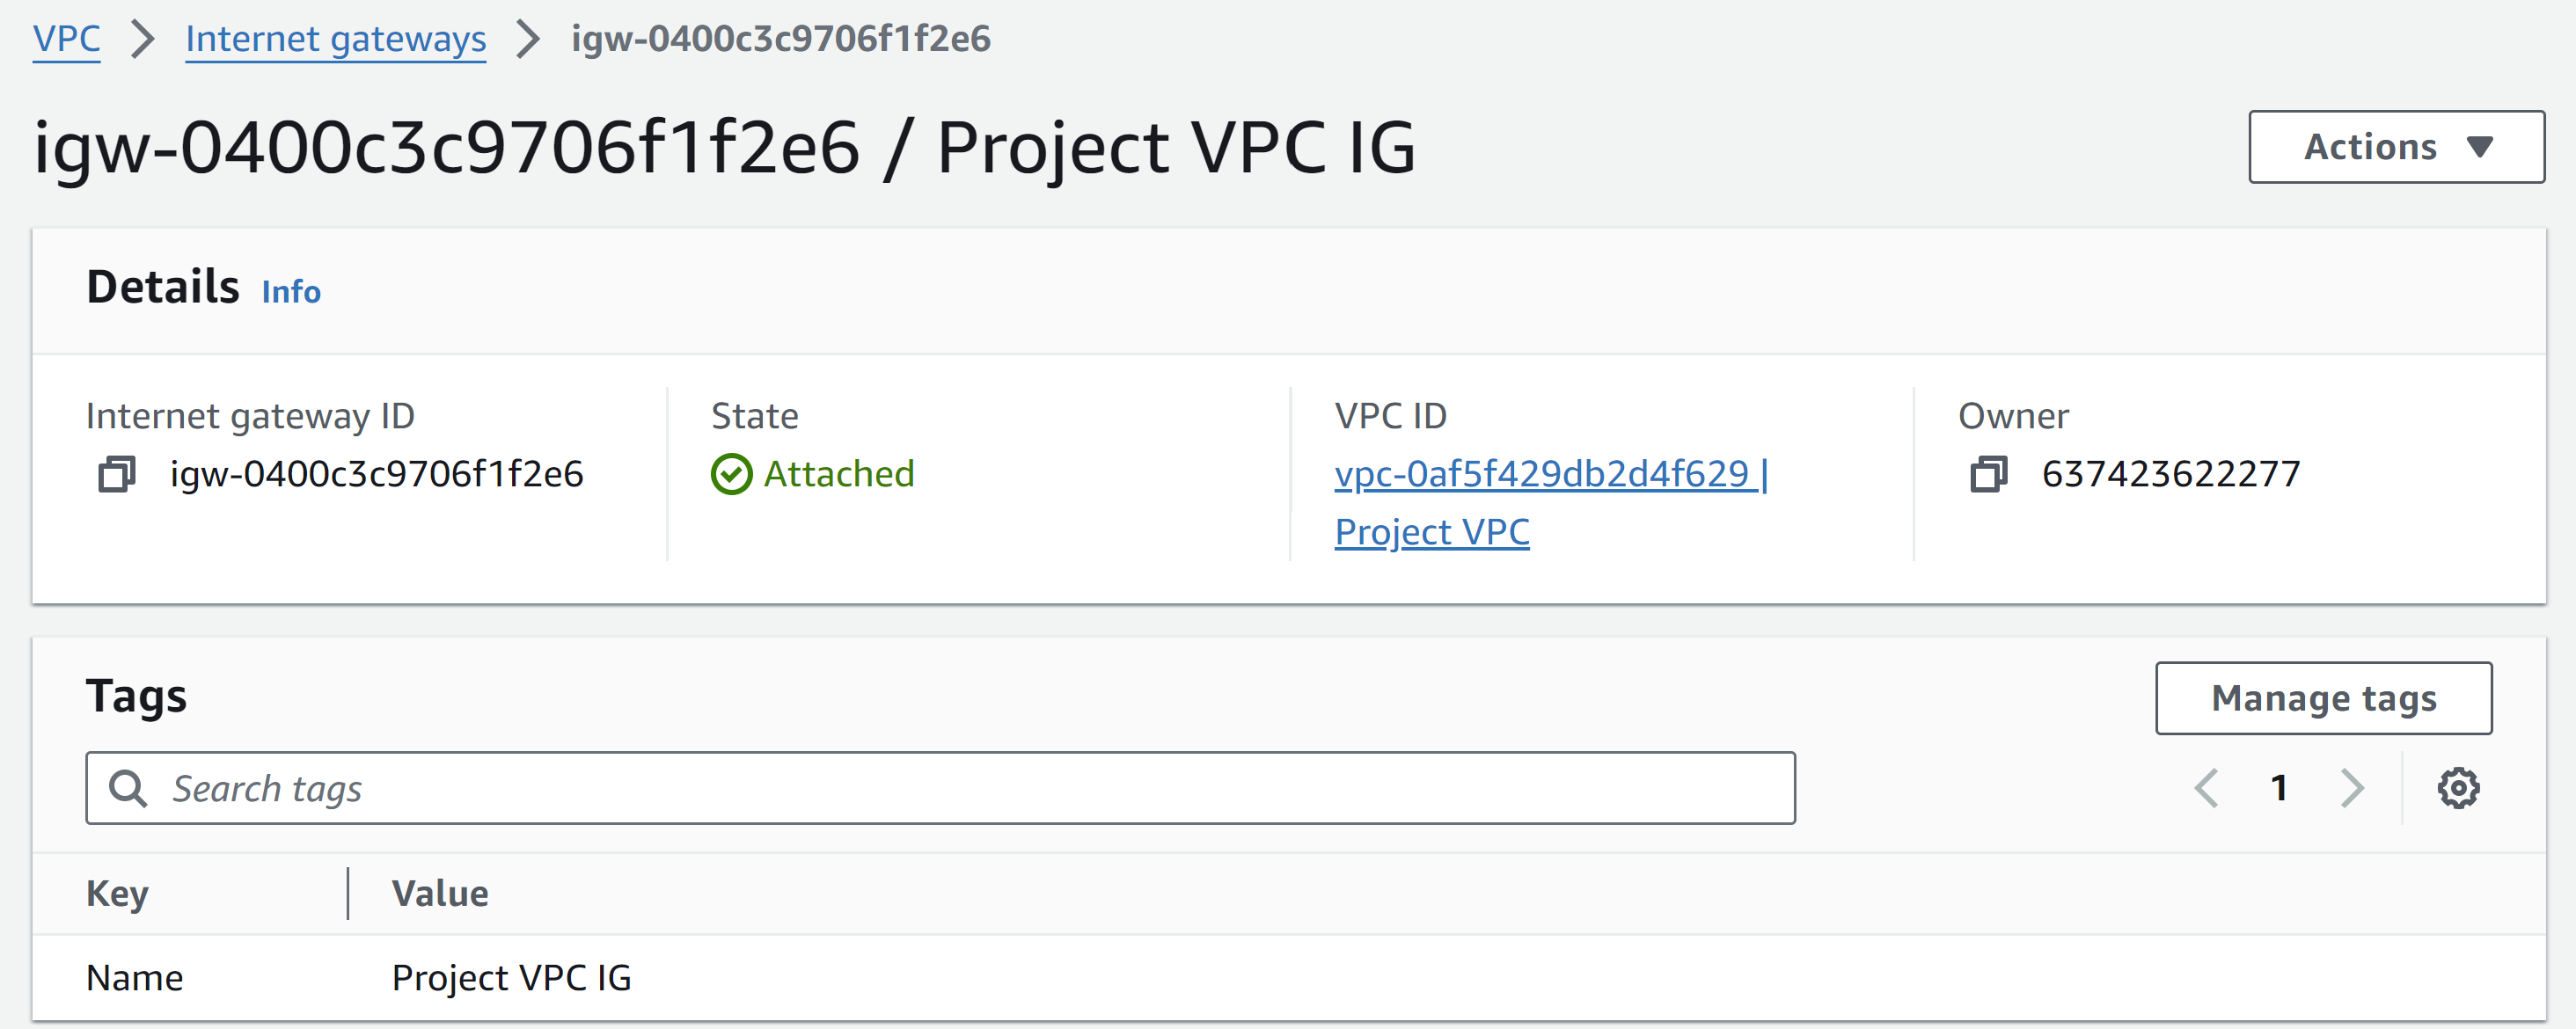 VPC > Internet gateways > igw-0400c3c9706f1f2e6
igw-0400c3c9706f1f2e6 / Project VPC IG
Actions
Details Info
Internet gateway ID
igw-0400c3c9706f1f2e6
State
Attached
VPC ID
vpc-0af5f429db2d4f629 |
Project VPC
Owner
637423622277
Tags
Manage tags
Search tags
1
Key Value
Name Project VPC IG